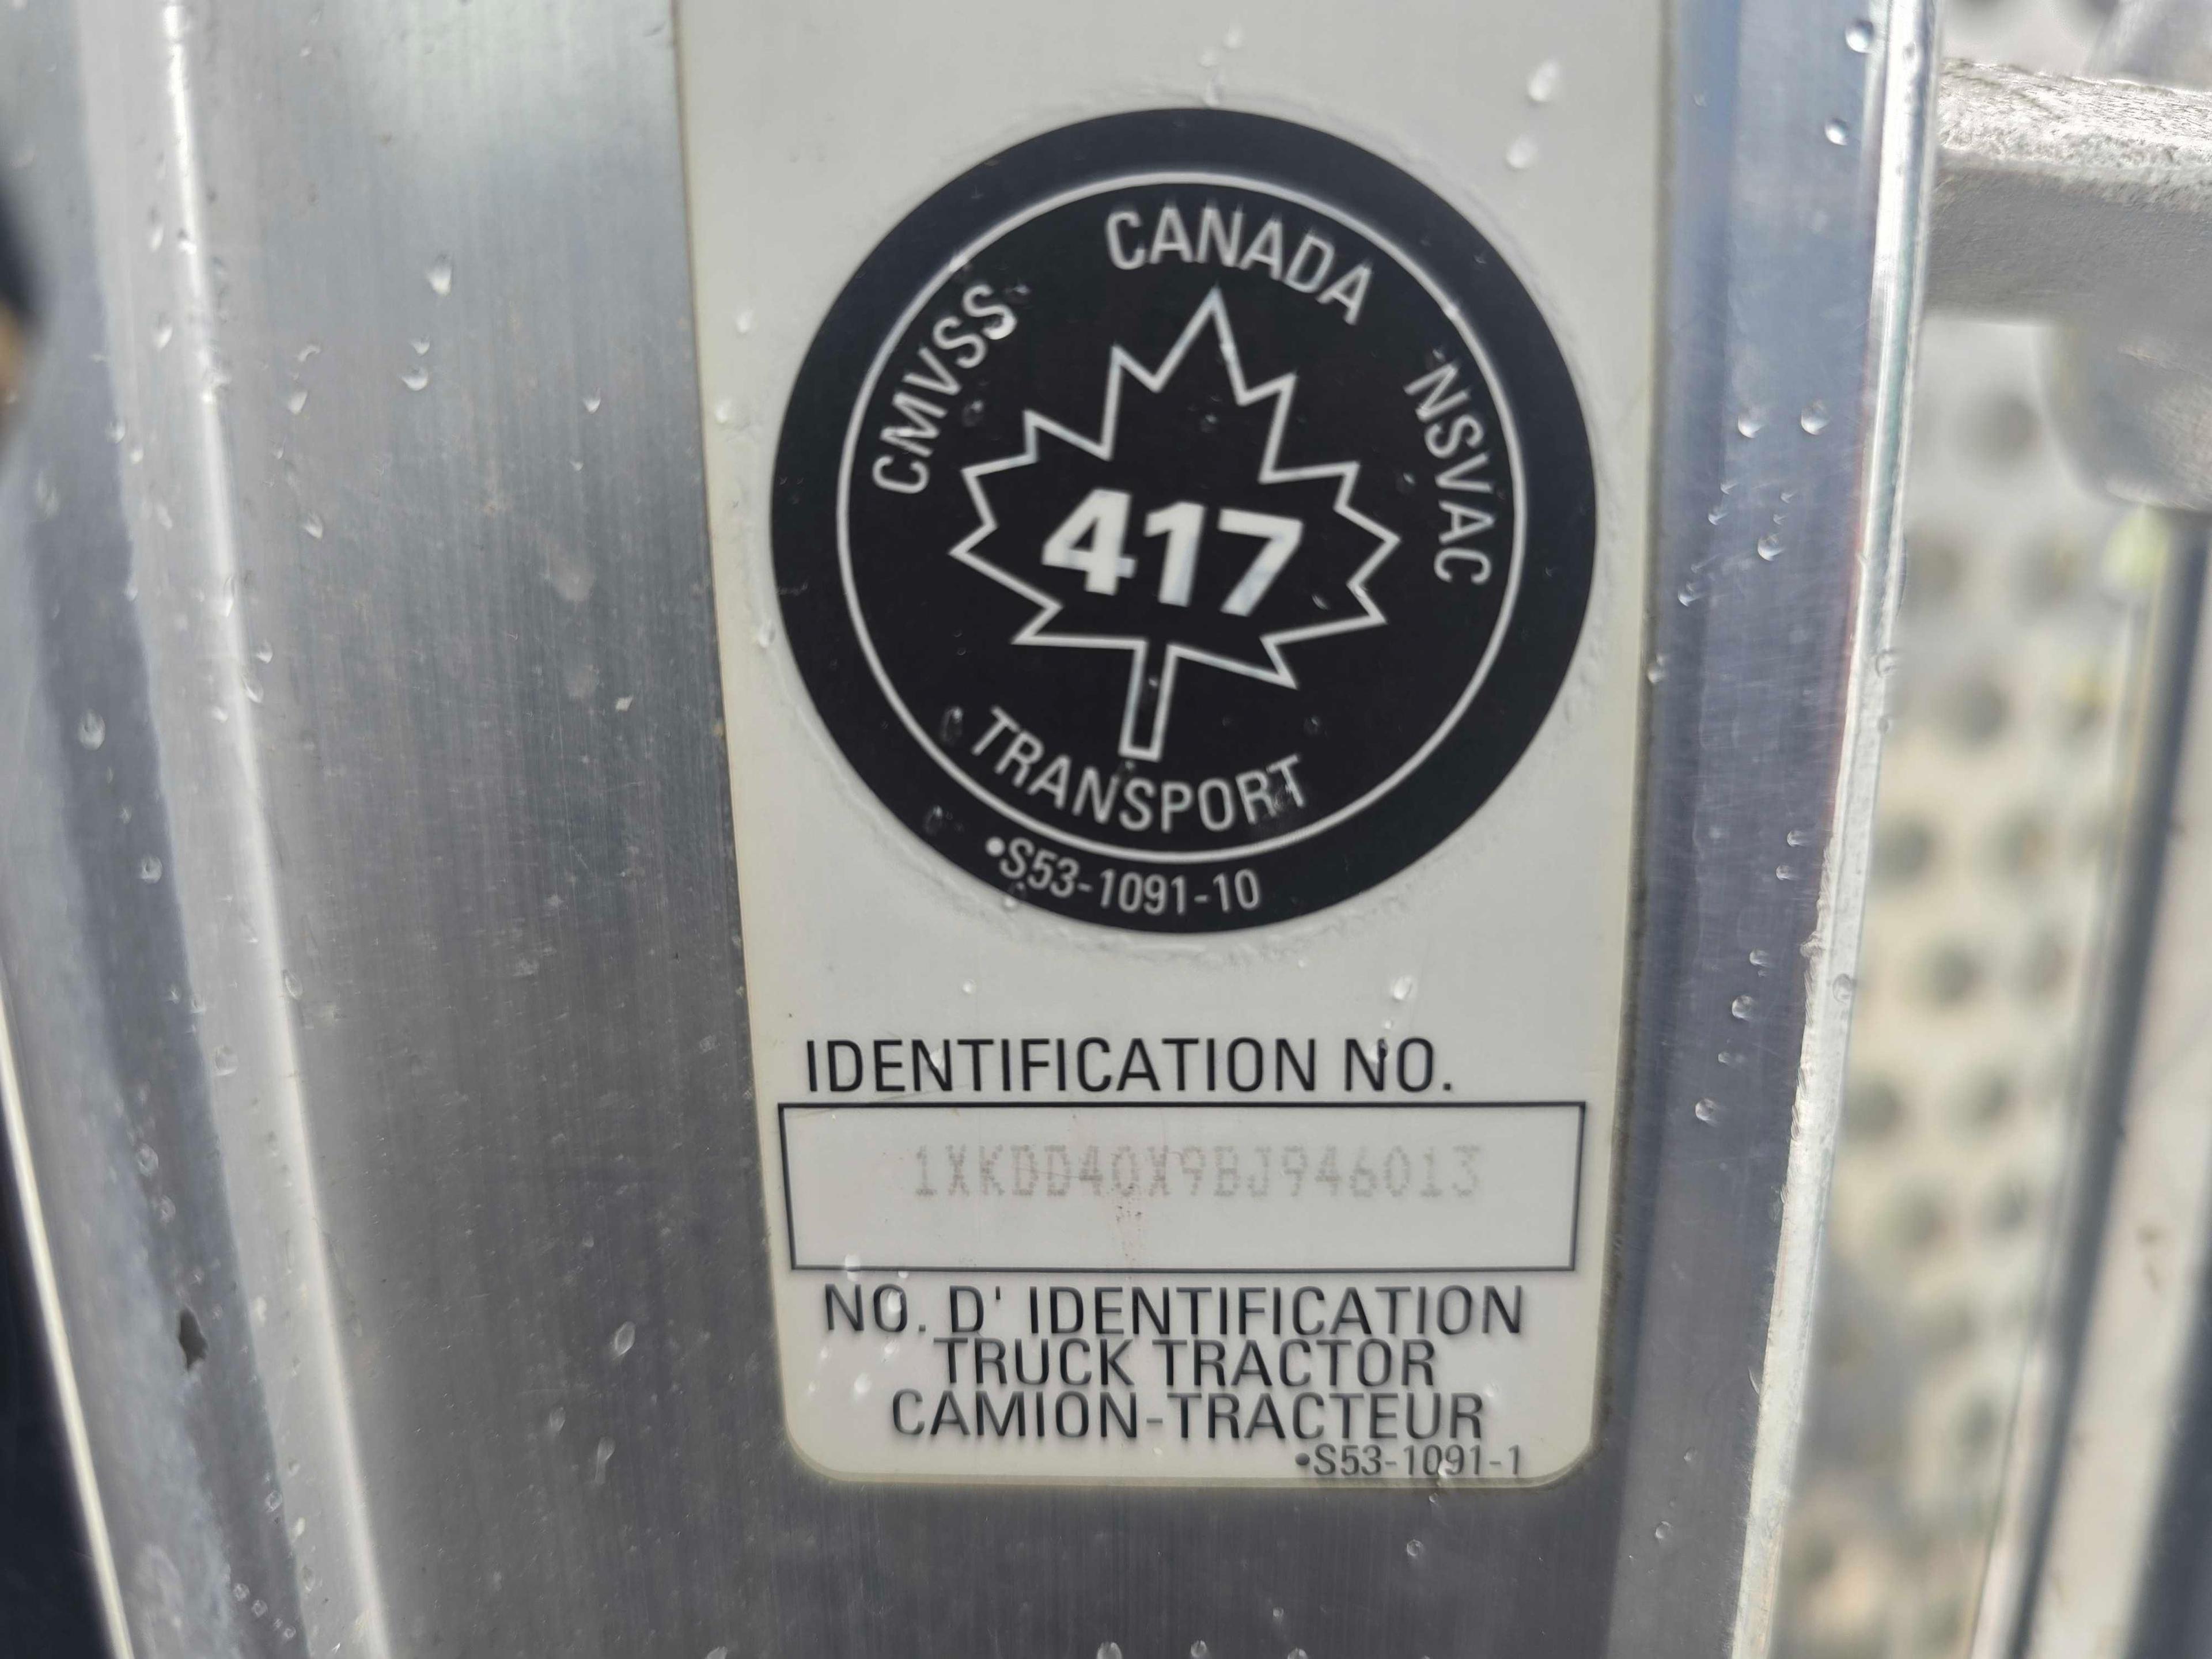 CANADA
CMVSS
NSVAC
417
TRANSPORT
•S53-1091-10
IDENTIFICATION NO.
1XKDD40X9BJ946013
NO. D' IDENTIFICATION
TRUCK TRACTOR
CAMION-TRACTEUR
•S53-1091-1